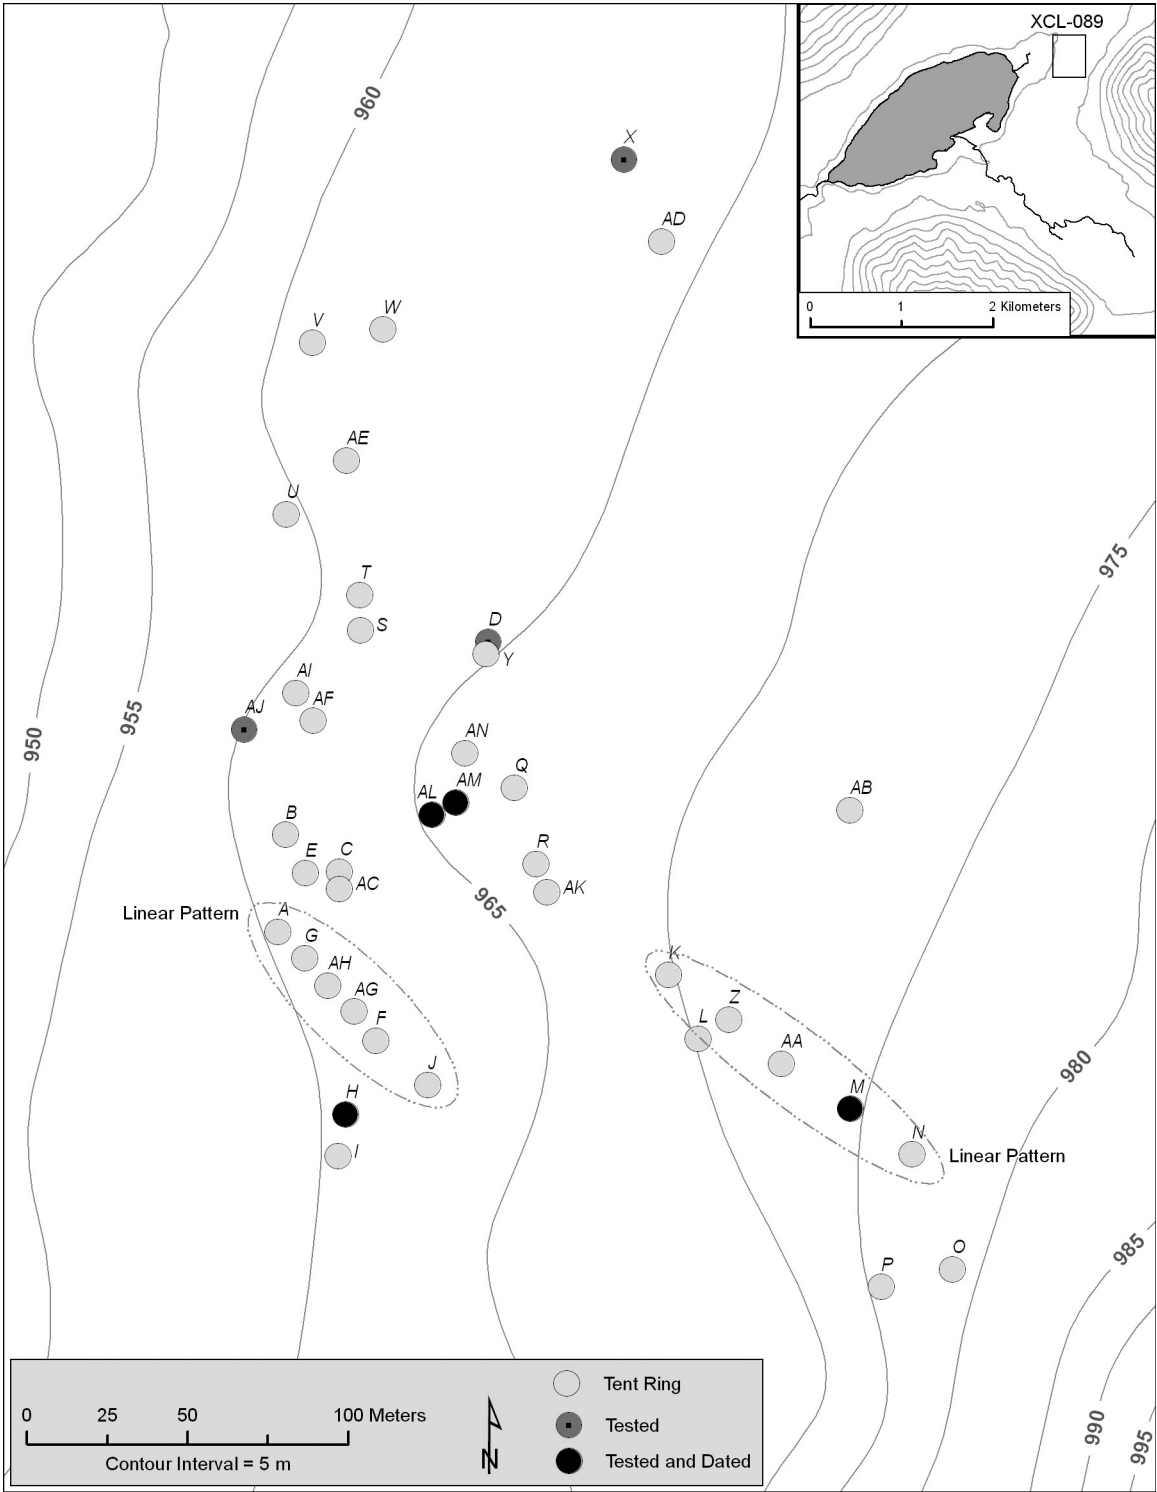 XCL-089
0 1 2 Kilometers
960
X
AD
V
W
AE
U
T
S
D
Y
975
AI
AF
AJ
950
955
AN
AM
AL
Q
AB
B
E
C
AC
R
AK
965
Linear Pattern
A
G
AH
AG
F
J
K
Z
L
AA
M
N
Linear Pattern
980
H
I
O
P
985
990
995
0 25 50 100 Meters
Contour Interval = 5 m
N
Tent Ring
Tested
Tested and Dated